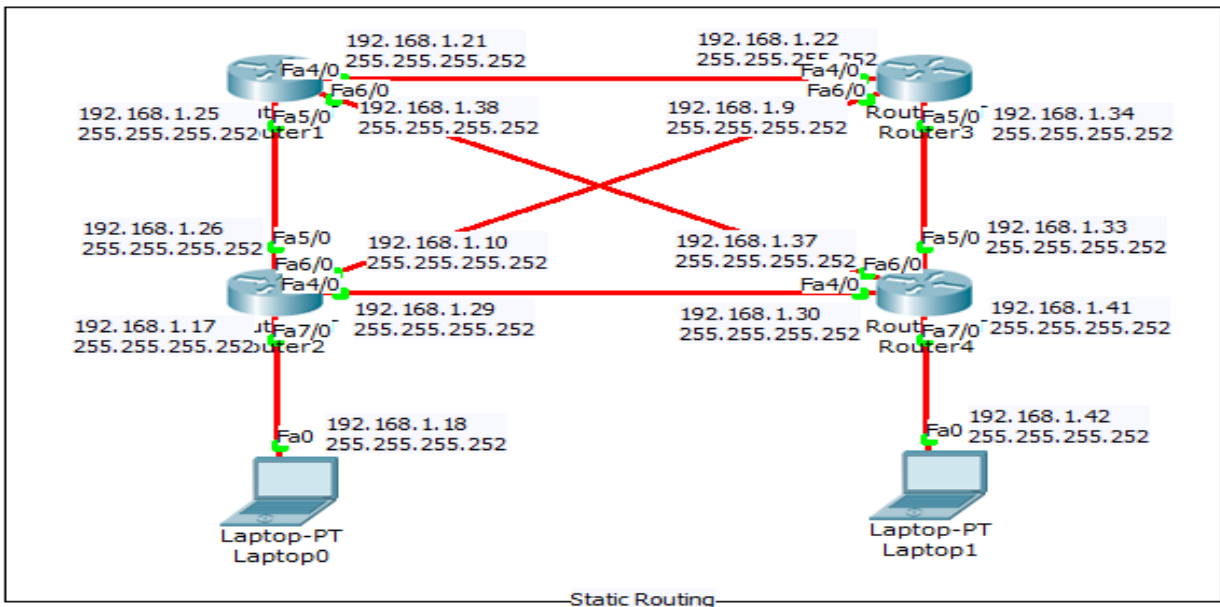 192.168.1.21
255.255.255.252
192.168.1.22
255.255.255.252
Fa4/0
Fa4/0
Fa6/0
Fa6/0
192.168.1.25
255.255.255.252
Fa5/0
192.168.1.38
255.255.255.252
192.168.1.9
255.255.255.252
Fa5/0
Router3
192.168.1.34
255.255.255.252
192.168.1.26
255.255.255.252
Fa5/0
192.168.1.10
255.255.255.252
192.168.1.37
255.255.255.252
Fa5/0
192.168.1.33
255.255.255.252
Fa6/0
Fa6/0
Fa4/0
Fa4/0
192.168.1.17
255.255.255.252
Fa7/0
192.168.1.29
255.255.255.252
192.168.1.30
255.255.255.252
Fa7/0
Router4
192.168.1.41
255.255.255.252
Fa0
192.168.1.18
255.255.255.252
Fa0
192.168.1.42
255.255.255.252
Laptop-PT
Laptop0
Laptop-PT
Laptop1
Static Routing